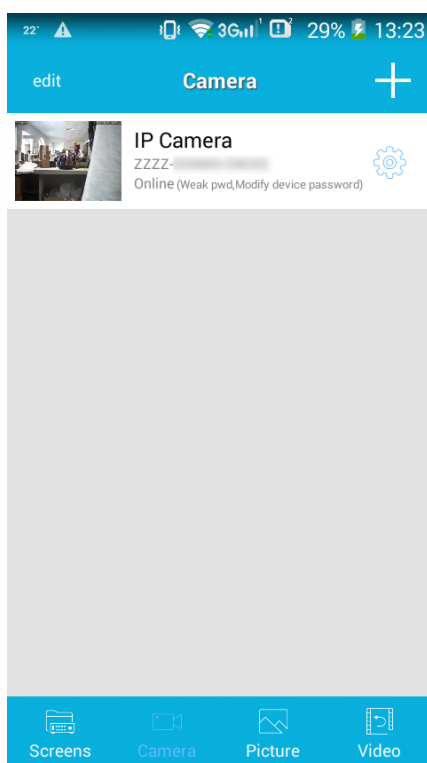 22° 3G 1 2 29% 13:23
edit Camera
IP Camera
ZZZZ-
Online (Weak pwd,Modify device password)
Screens Camera Picture Video